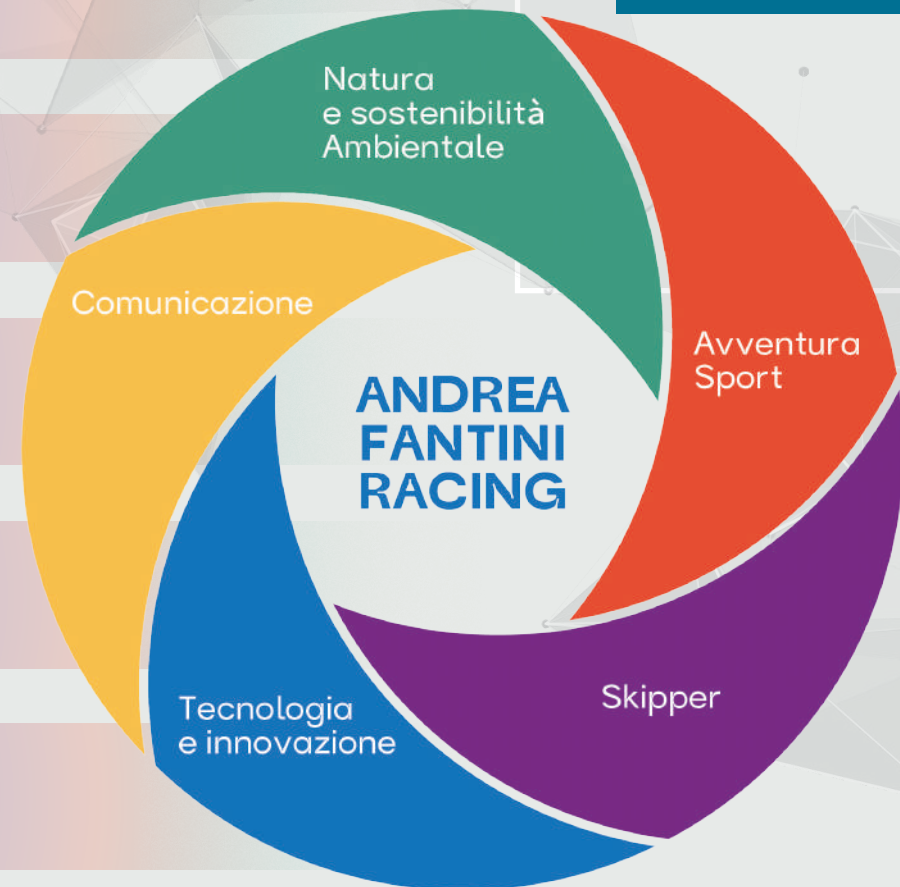 Natura
e sostenibilità
Ambientale
Comunicazione
Avventura
Sport
ANDREA
FANTINI
RACING
Skipper
Tecnologia
e innovazione